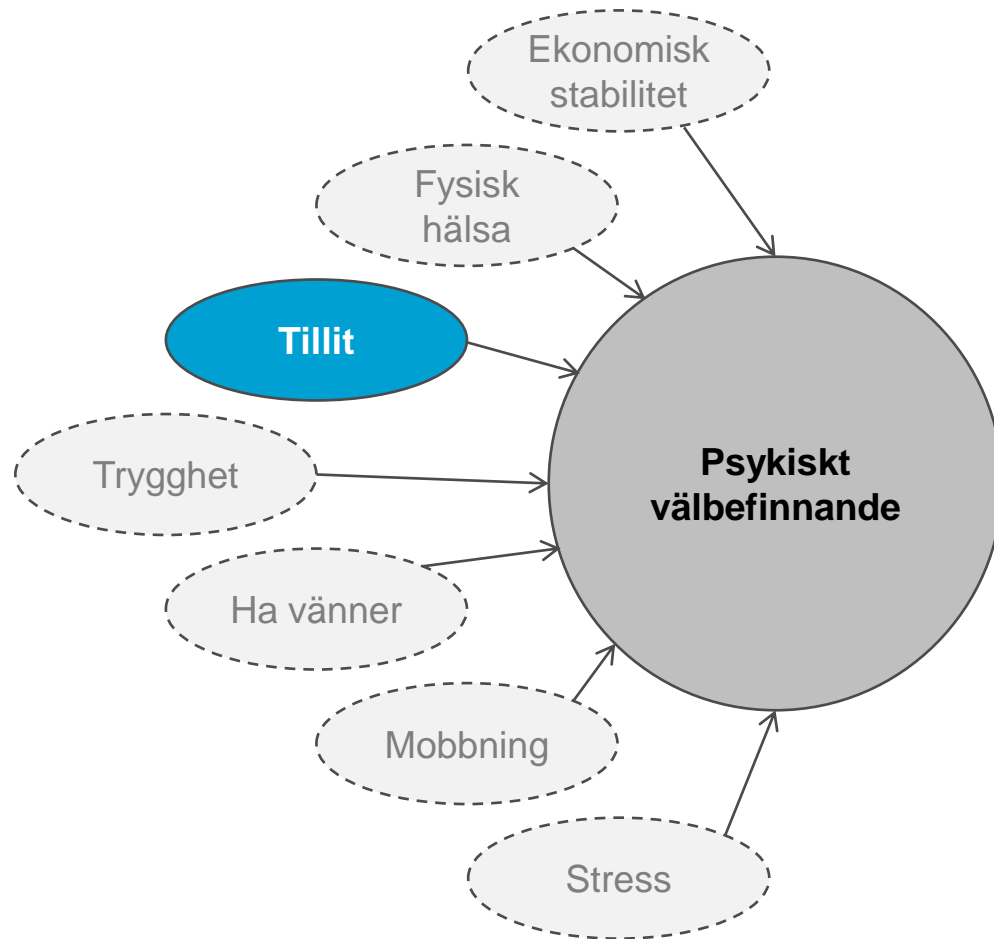 Ekonomisk
stabilitet
Fysisk
hälsa
Tillit
Trygghet
Psykiskt
välbefinnande
Ha vänner
Mobbning
Stress